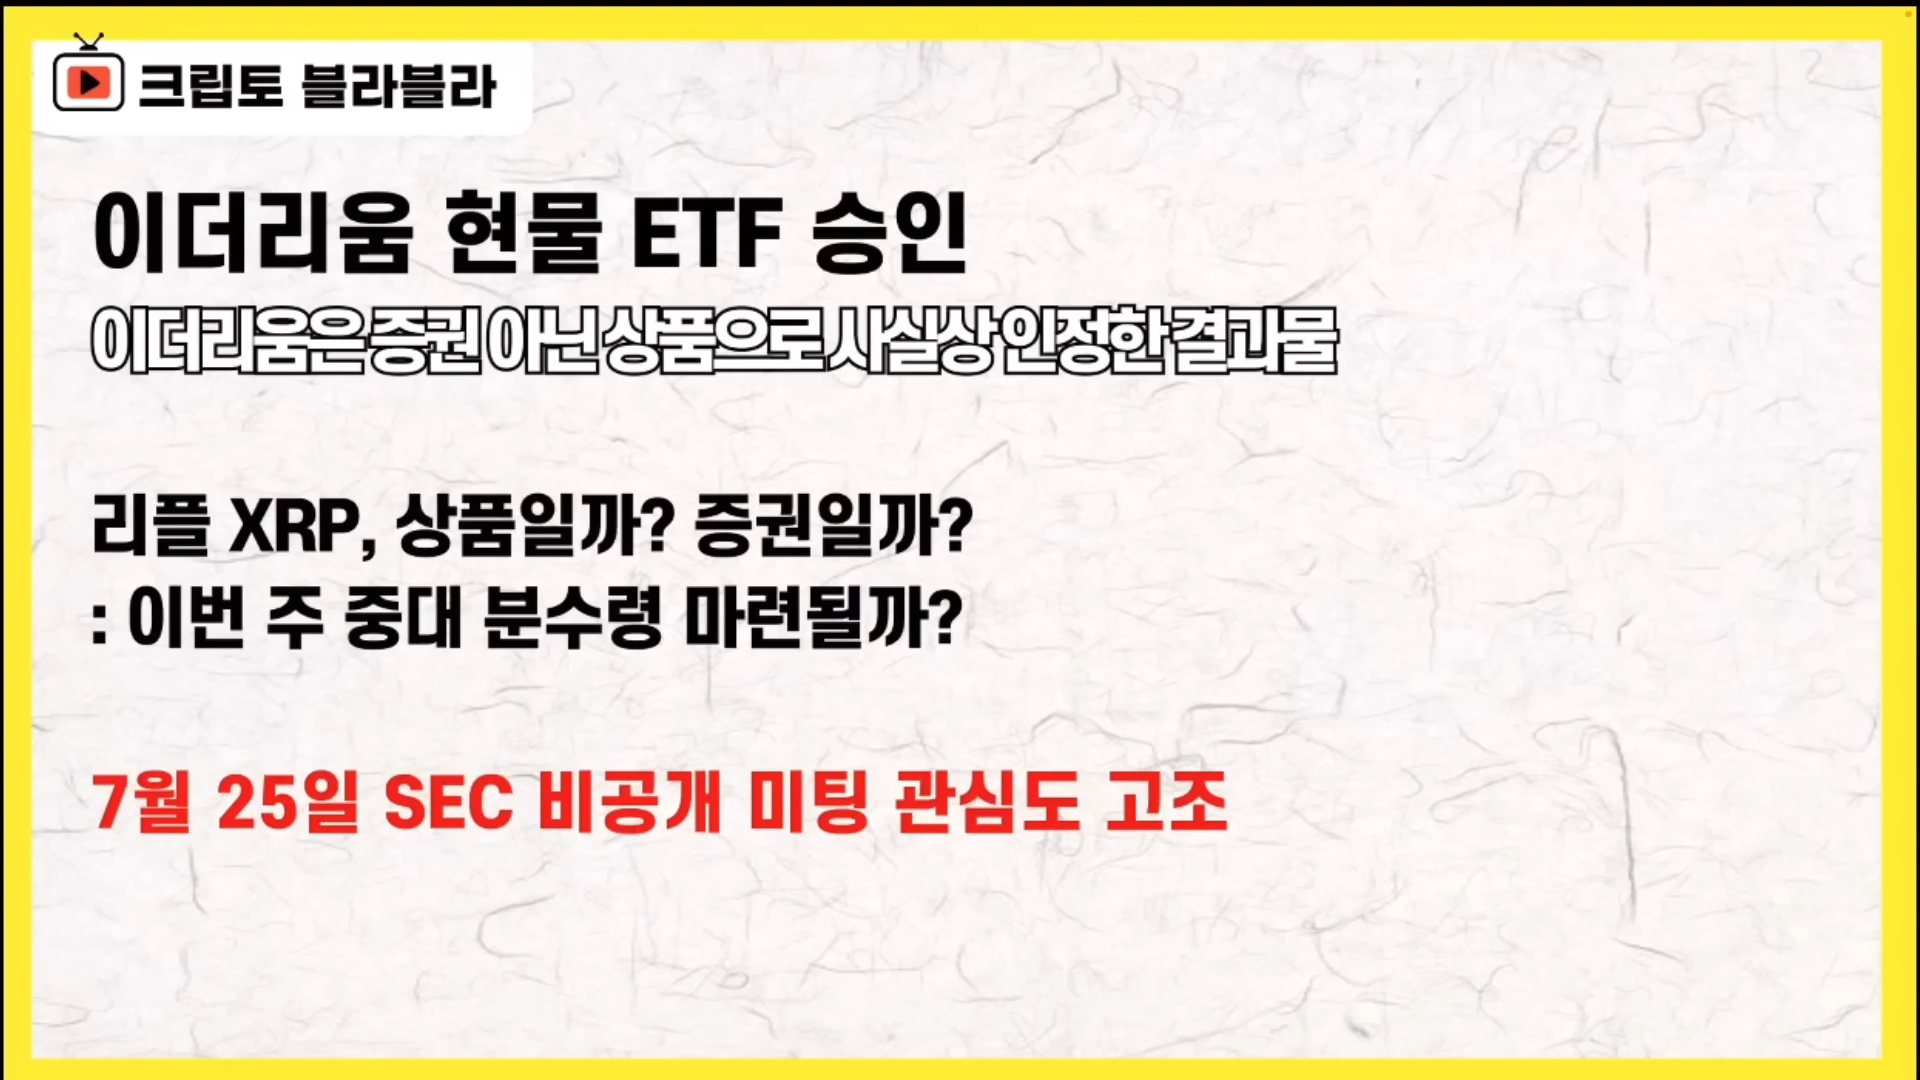 크립토 블라블라
이더리움 현물 ETF 승인
이더리움은 증권 아닌 상품으로 사실상 인정한 결과물
리플 XRP, 상품일까? 증권일까?
: 이번 주 중대 분수령 마련될까?
7월 25일 SEC 비공개 미팅 관심도 고조